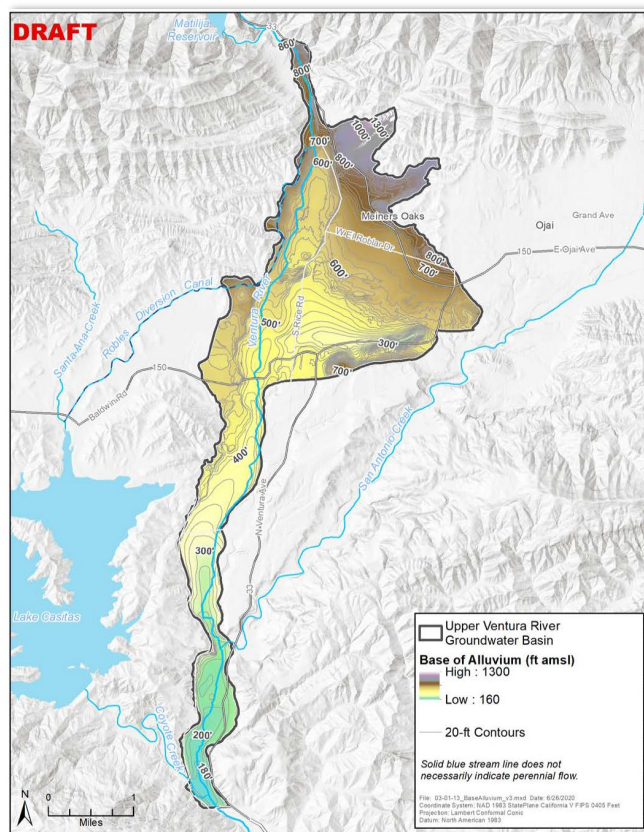 DRAFT
Matilija
Reservoir
33
860'
800'
1300'
1000'
700'
600'
800'
Meiners Oaks
Grand Ave
Ojai
W El Roblar Dr
150
E Ojai Ave
800'
700'
600'
Ventura River
Robles Diversion Canal
Santa Ana Creek
500'
S Rice Rd
300'
700'
150
Baldwin Rd
San Antonio Creek
400'
N Ventura Ave
300'
33
Lake Casitas
Coyote Creek
200'
180'
Upper Ventura River
Groundwater Basin
Base of Alluvium (ft amsl)
High : 1300
Low : 160
20-ft Contours
Solid blue stream line does not
necessarily indicate perennial flow.
File: 03-01-13_BaseAlluvium_v3.mxd Date: 6/26/2020
Coordinate System: NAD 1983 StatePlane California V FIPS 0405 Feet
Projection: Lambert Conformal Conic
Datum: North American 1983
N
0 1
Miles